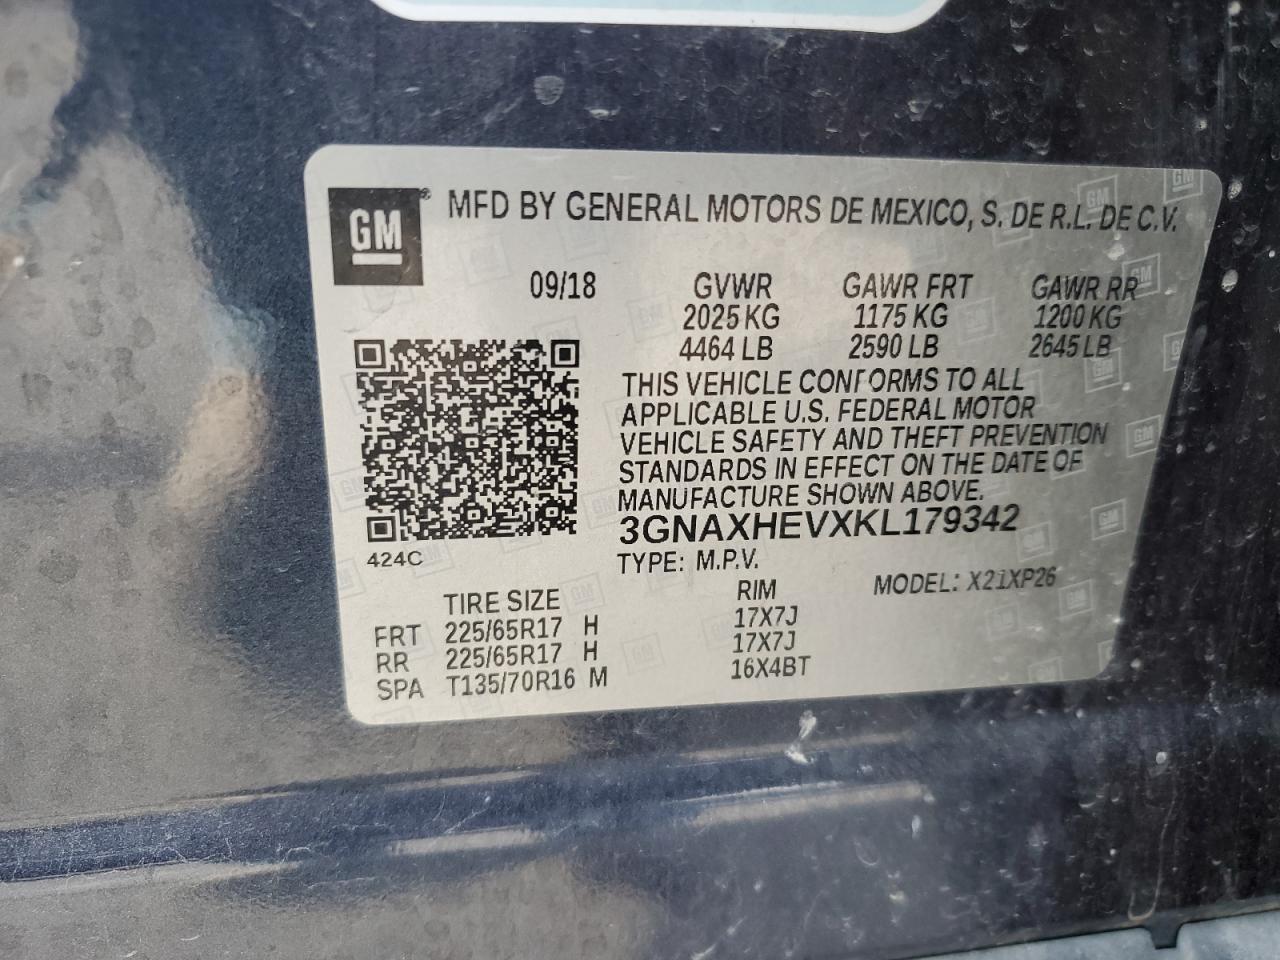 GM® MFD BY GENERAL MOTORS DE MEXICO, S. DE R.L. DE C.V.
09/18 GVWR GAWR FRT GAWR RR
2025 KG 1175 KG 1200 KG
4464 LB 2590 LB 2645 LB
THIS VEHICLE CONFORMS TO ALL
APPLICABLE U.S. FEDERAL MOTOR
VEHICLE SAFETY AND THEFT PREVENTION
STANDARDS IN EFFECT ON THE DATE OF
MANUFACTURE SHOWN ABOVE.
3GNAXHEVXKL179342
424C
TYPE: M.P.V. MODEL: X21XP26
TIRE SIZE RIM
FRT 225/65R17 H 17X7J
RR 225/65R17 H 17X7J
SPA T135/70R16 M 16X4BT